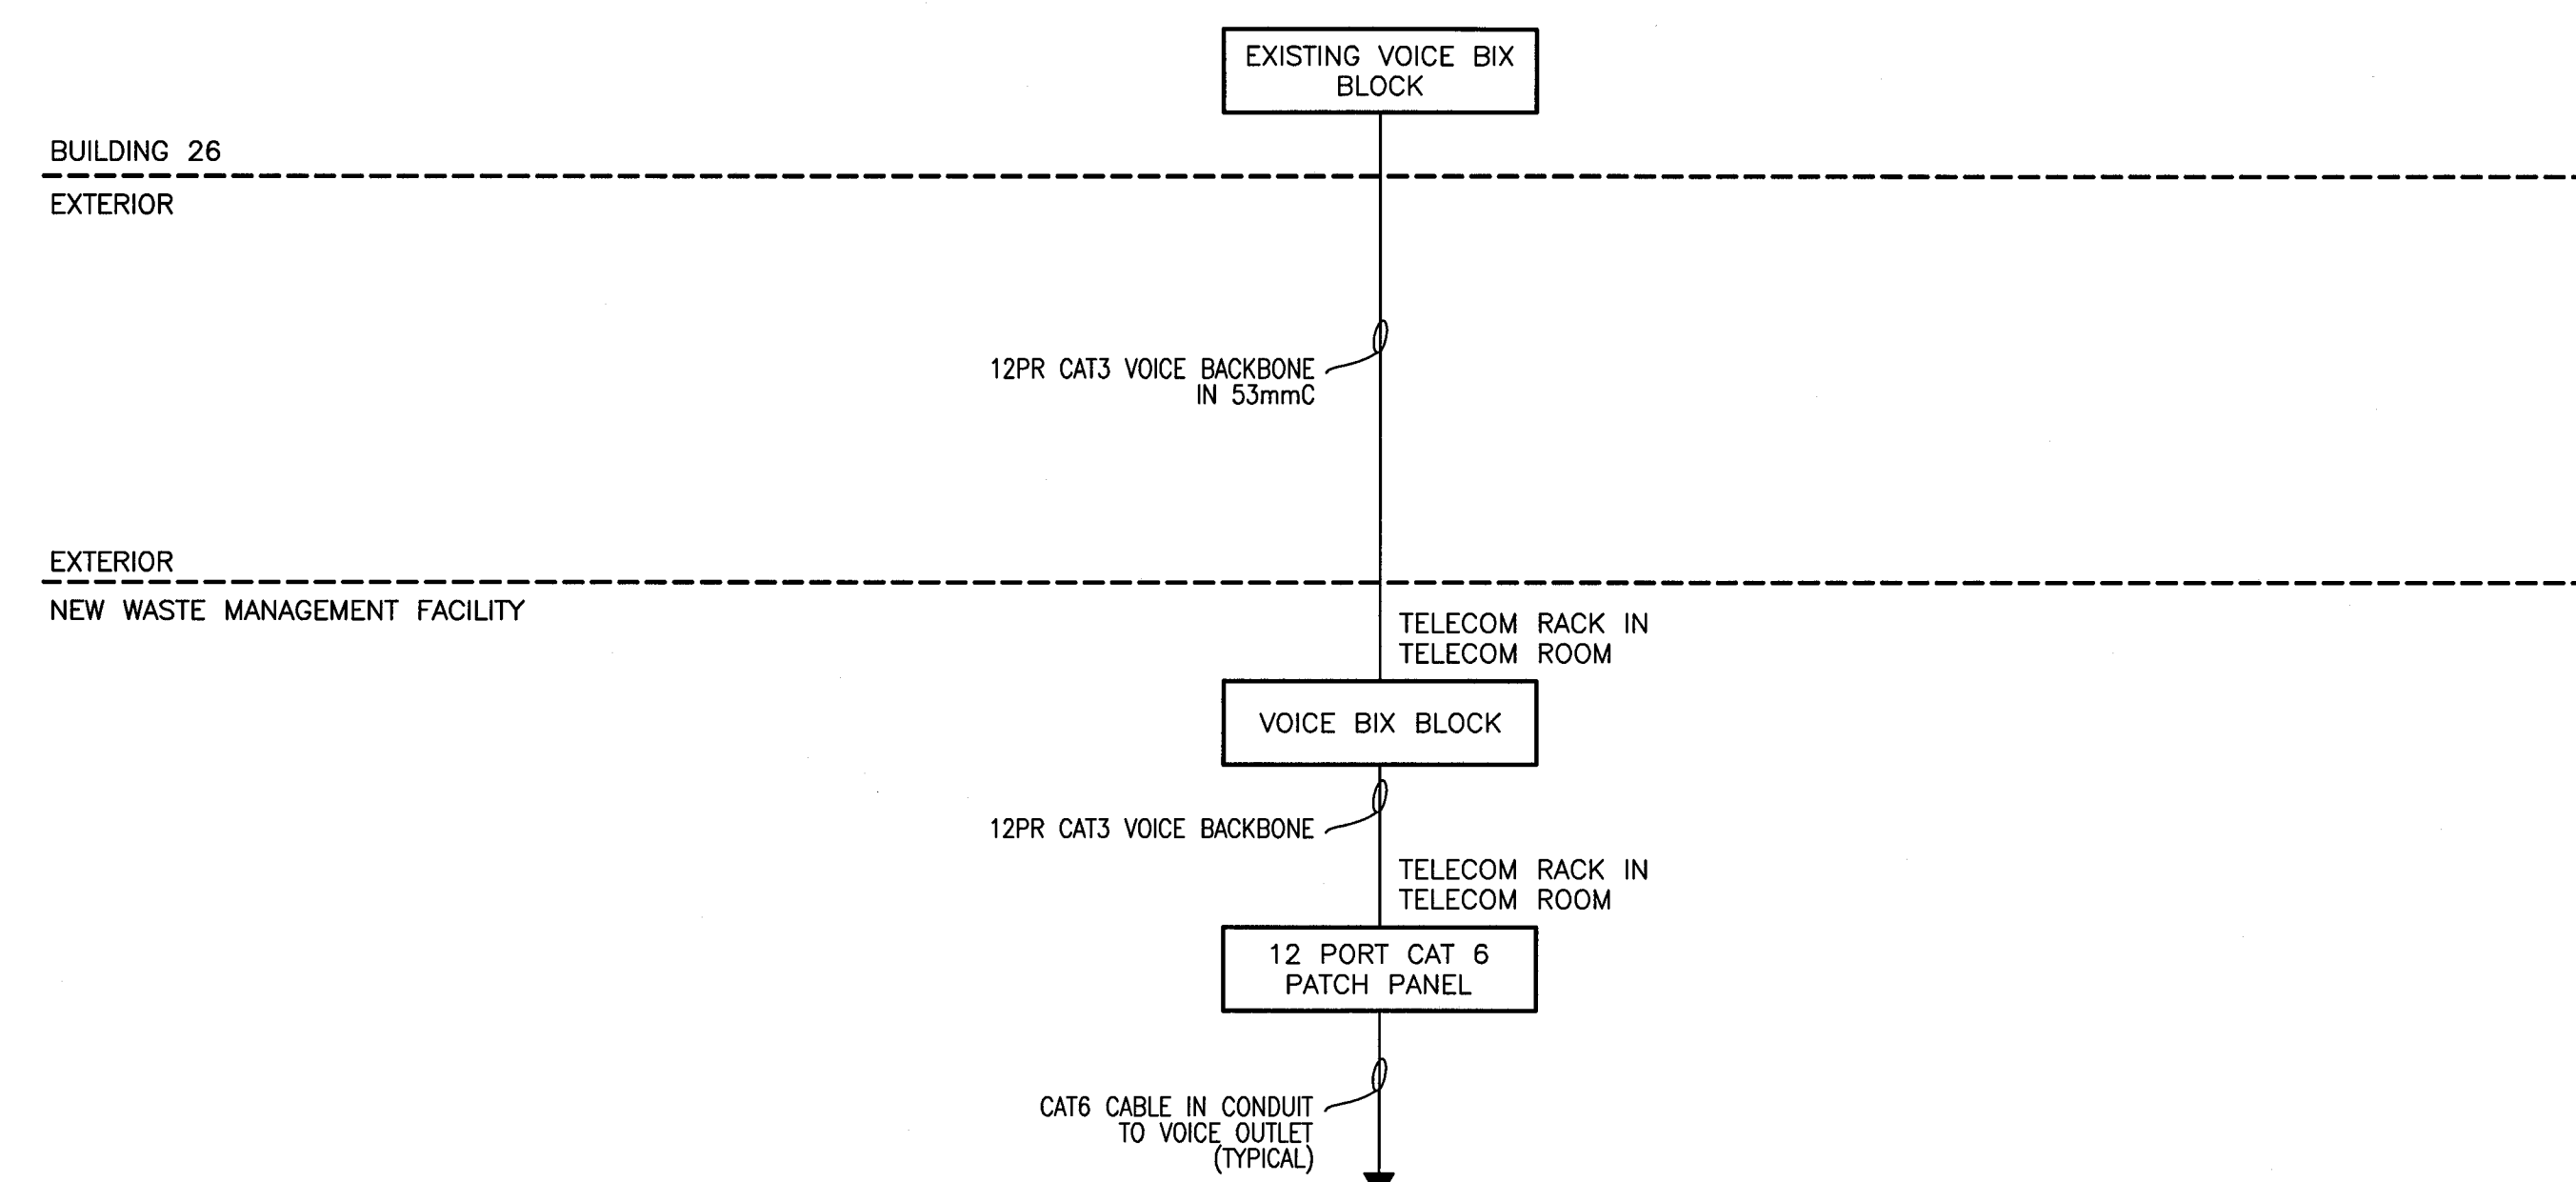 EXISTING VOICE BIX
BLOCK
BUILDING 26
EXTERIOR
12PR CAT3 VOICE BACKBONE
IN 53mmC
EXTERIOR
NEW WASTE MANAGEMENT FACILITY
TELECOM RACK IN
TELECOM ROOM
VOICE BIX BLOCK
12PR CAT3 VOICE BACKBONE
TELECOM RACK IN
TELECOM ROOM
12 PORT CAT 6
PATCH PANEL
CAT6 CABLE IN CONDUIT
TO VOICE OUTLET
(TYPICAL)